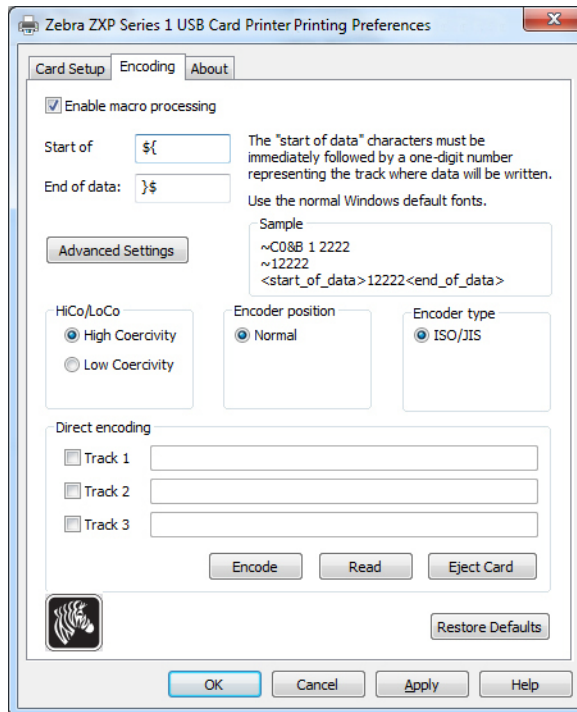 Zebra ZXP Series 1 USB Card Printer Printing Preferences
Card Setup Encoding About
Enable macro processing
Start of ${
The "start of data" characters must be
immediately followed by a one-digit number
representing the track where data will be written.
End of data: }$
Use the normal Windows default fonts.
Advanced Settings
Sample
~C0&B 1 2222
~12222
<start_of_data>12222<end_of_data>
HiCo/LoCo
High Coercivity
Low Coercivity
Encoder position
Normal
Encoder type
ISO/JIS
Direct encoding
Track 1
Track 2
Track 3
Encode Read Eject Card
Restore Defaults
OK Cancel Apply Help